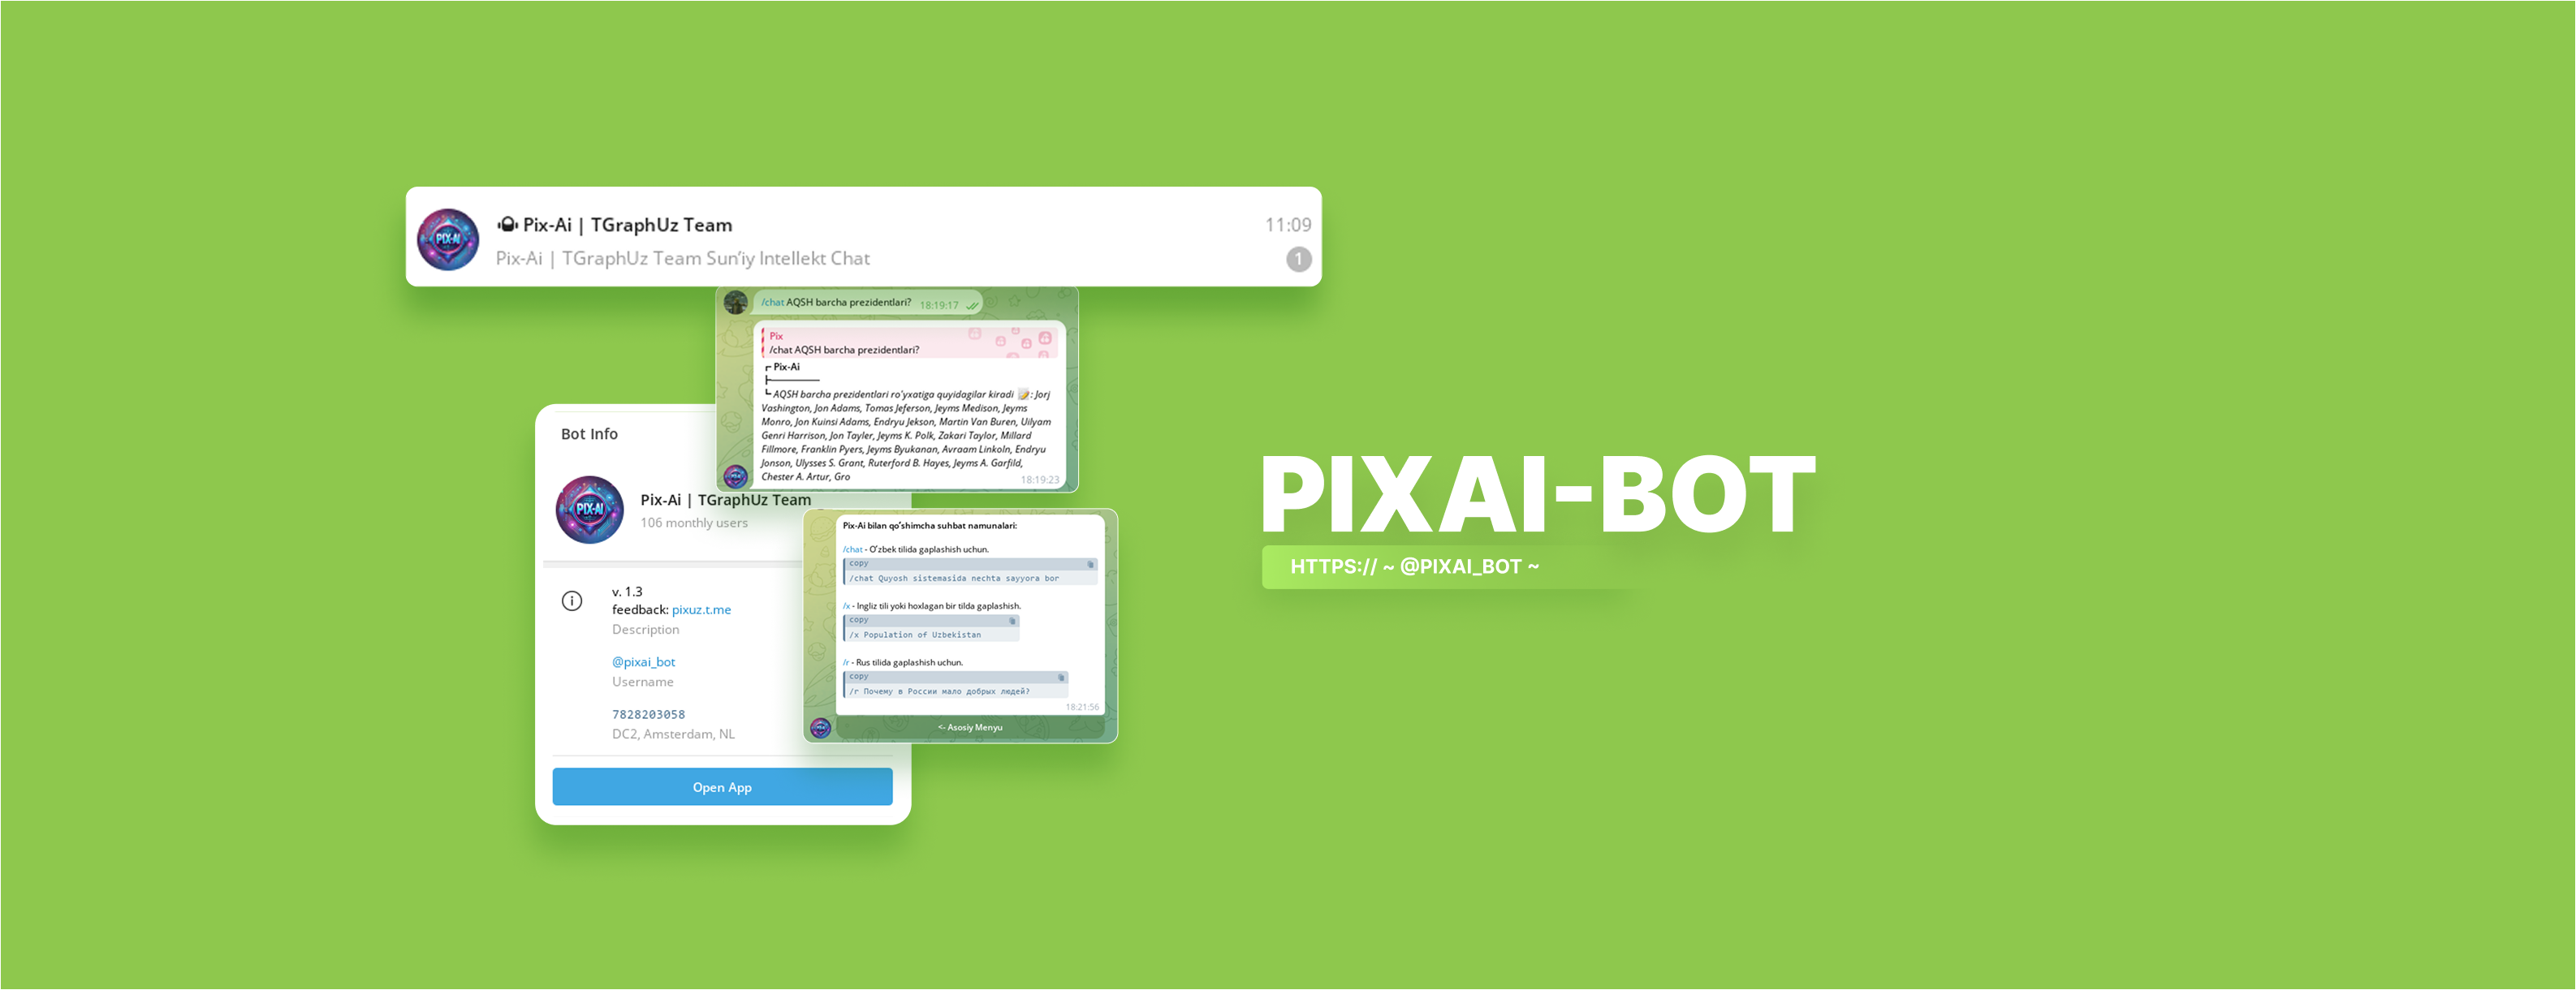 Pix-Ai | TGraphUz Team
11:09
Pix-Ai | TGraphUz Team Sun'iy Intellekt Chat
1
/chat AQSH barcha prezidentlari? 18:19:17
Pix
/chat AQSH barcha prezidentlari?
Pix-Ai
AQSH barcha prezidentlari ro'yxatiga quyidagilar kiradi 📝: Jorj
Vashington, Jon Adams, Tomas Jeferson, Jeyms Medison, Jeyms
Monro, Jon Kuinsi Adams, Endryu Jekson, Martin Van Buren, Uilyam
Genri Harrison, Jon Tayler, Jeyms K. Polk, Zakari Taylor, Millard
Fillmore, Franklin Pyers, Jeyms Byukanan, Avraam Linkoln, Endryu
Jonson, Ulysses S. Grant, Ruterford B. Hayes, Jeyms A. Garfild,
Chester A. Artur, Gro
18:19:23
Bot Info
PIX-AI
Pix-Ai | TGraphUz Team
106 monthly users
v. 1.3
feedback: pixuz.t.me
Description
@pixai_bot
Username
7828203058
DC2, Amsterdam, NL
Open App
Pix-Ai bilan qo'shimcha suhbat namunalari:
/chat - O'zbek tilida gaplashish uchun.
copy
/chat Quyosh sistemasida nechta sayyora bor
/x - Ingliz tili yoki hoxlagan bir tilda gaplashish.
copy
/x Population of Uzbekistan
/r - Rus tilida gaplashish uchun.
copy
/r Почему в России мало добрых людей?
18:21:56
<- Asosiy Menyu
PIXAI-BOT
HTTPS:// ~ @PIXAI_BOT ~